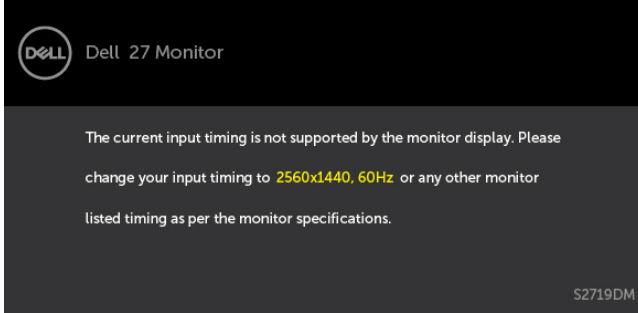 DELL
Dell 27 Monitor
The current input timing is not supported by the monitor display. Please
change your input timing to 2560x1440, 60Hz or any other monitor
listed timing as per the monitor specifications.
S2719DM